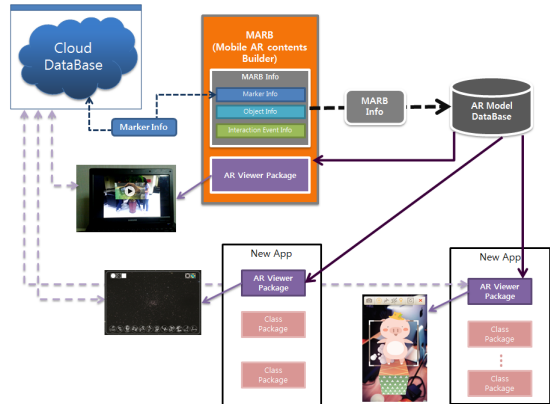 Cloud
DataBase
MARB
(Mobile AR contents
Builder)
MARB Info
Marker Info
Object Info
Interaction Event Info
Marker Info
MARB
Info
AR Model
DataBase
AR Viewer Package
New App
AR Viewer
Package
Class
Package
Class
Package
New App
AR Viewer
Package
Class
Package
Class
Package